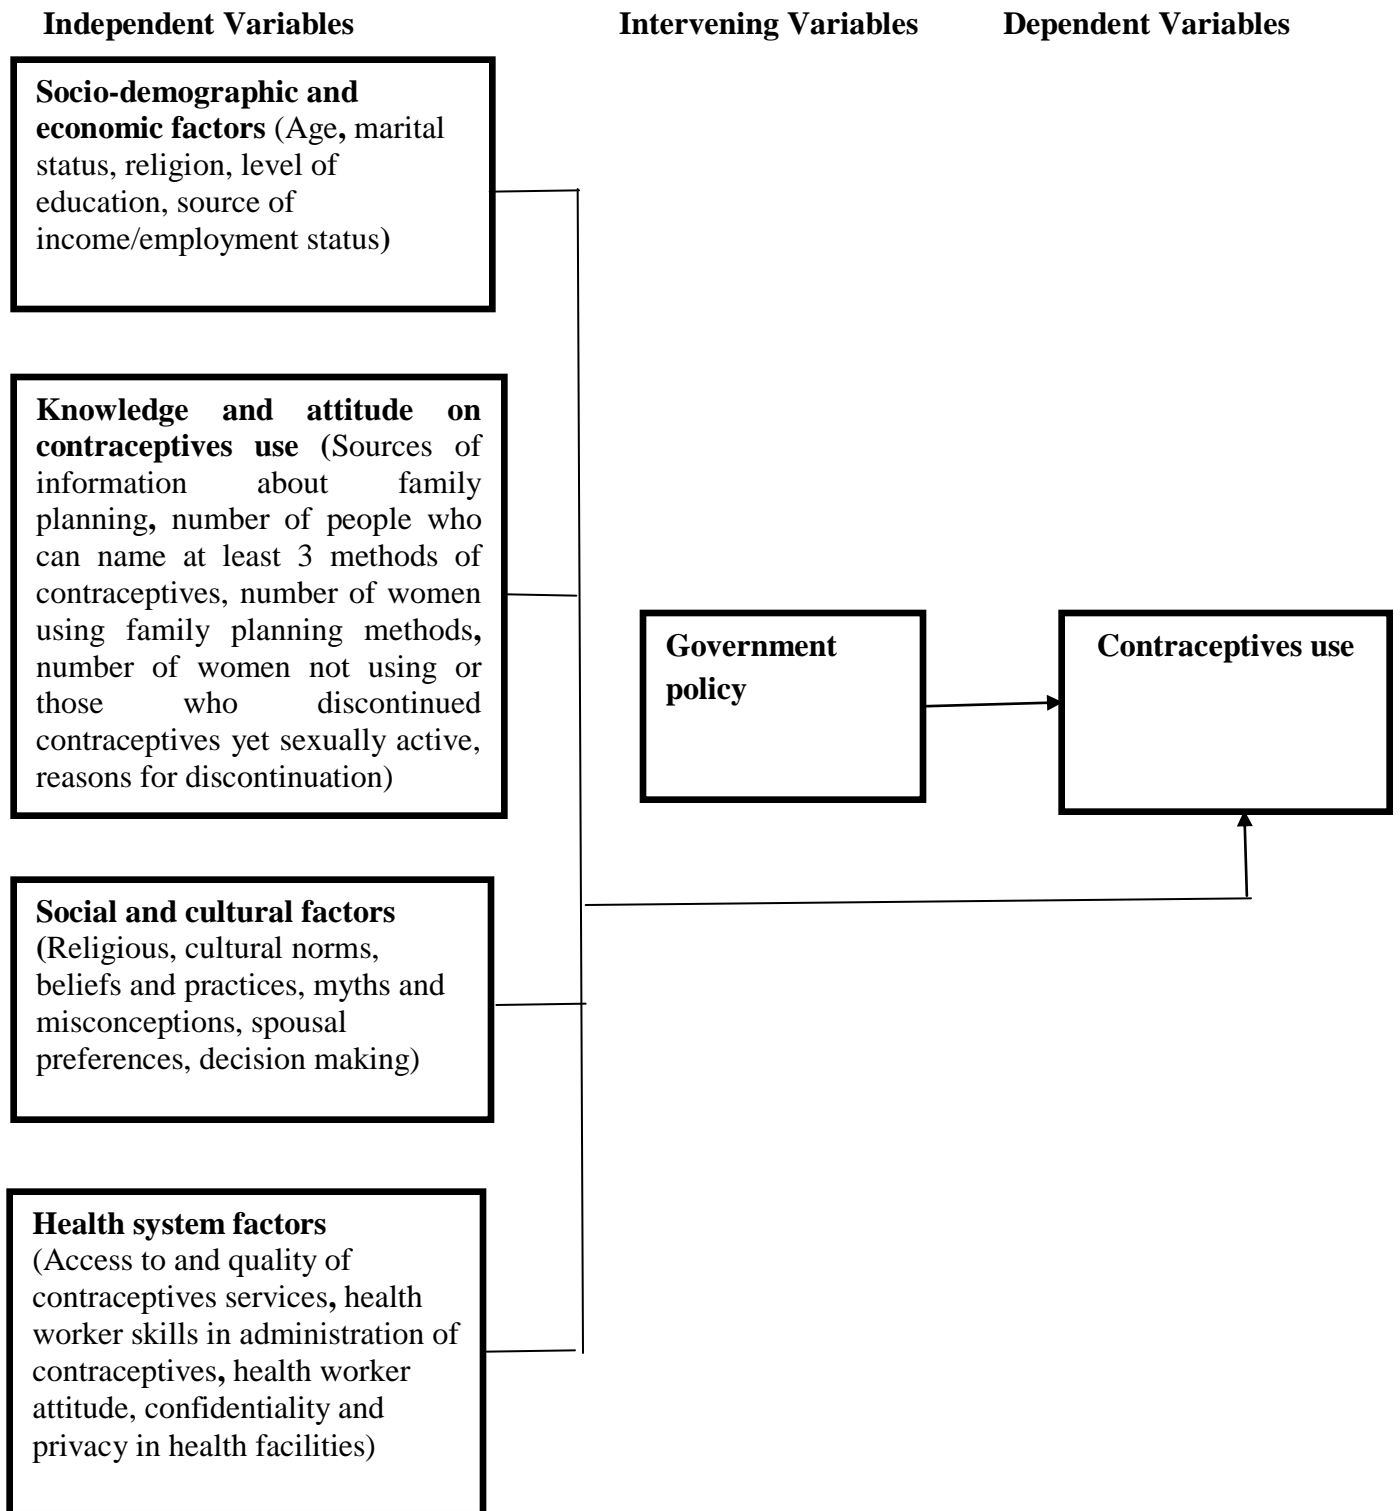 Independent Variables
Intervening Variables
Dependent Variables
Socio-demographic and
economic factors (Age, marital
status, religion, level of
education, source of
income/employment status)
Knowledge and attitude on
contraceptives use (Sources of
information about family
planning, number of people who
can name at least 3 methods of
contraceptives, number of women
using family planning methods,
number of women not using or
those who discontinued
contraceptives yet sexually active,
reasons for discontinuation)
Social and cultural factors
(Religious, cultural norms,
beliefs and practices, myths and
misconceptions, spousal
preferences, decision making)
Health system factors
(Access to and quality of
contraceptives services, health
worker skills in administration of
contraceptives, health worker
attitude, confidentiality and
privacy in health facilities)
Government
policy
Contraceptives use